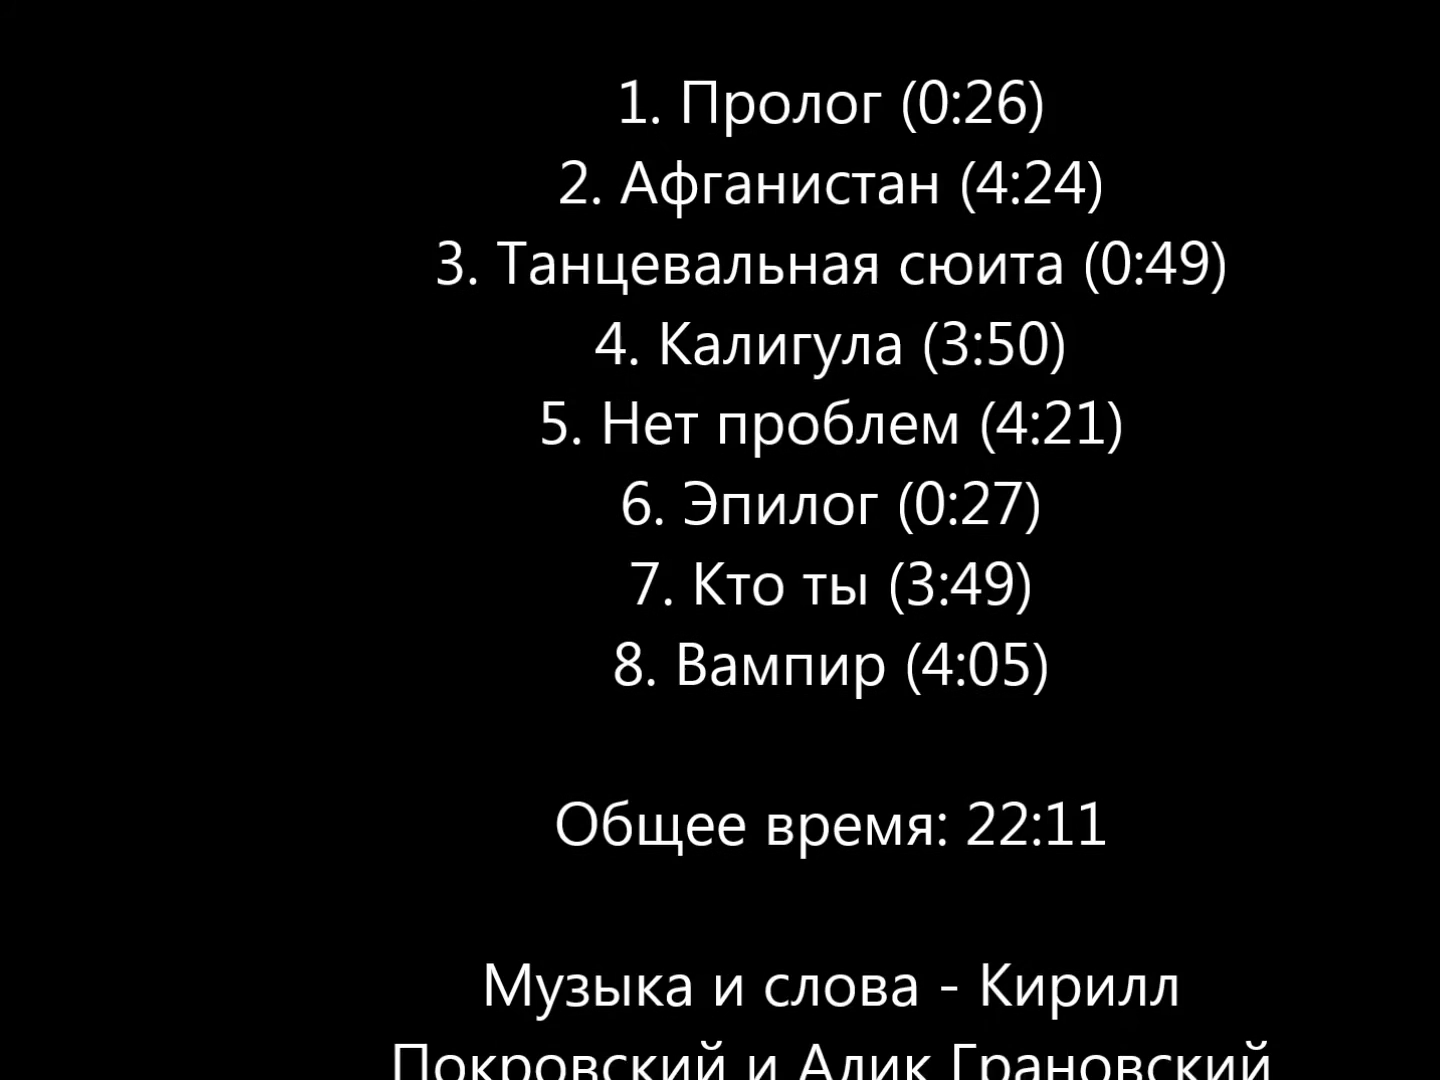 1. Пролог (0:26)
2. Афганистан (4:24)
3. Танцевальная сюита (0:49)
4. Калигула (3:50)
5. Нет проблем (4:21)
6. Эпилог (0:27)
7. Кто ты (3:49)
8. Вампир (4:05)
Общее время: 22:11
Музыка и слова - Кирилл
Покровский и Алик Грановский